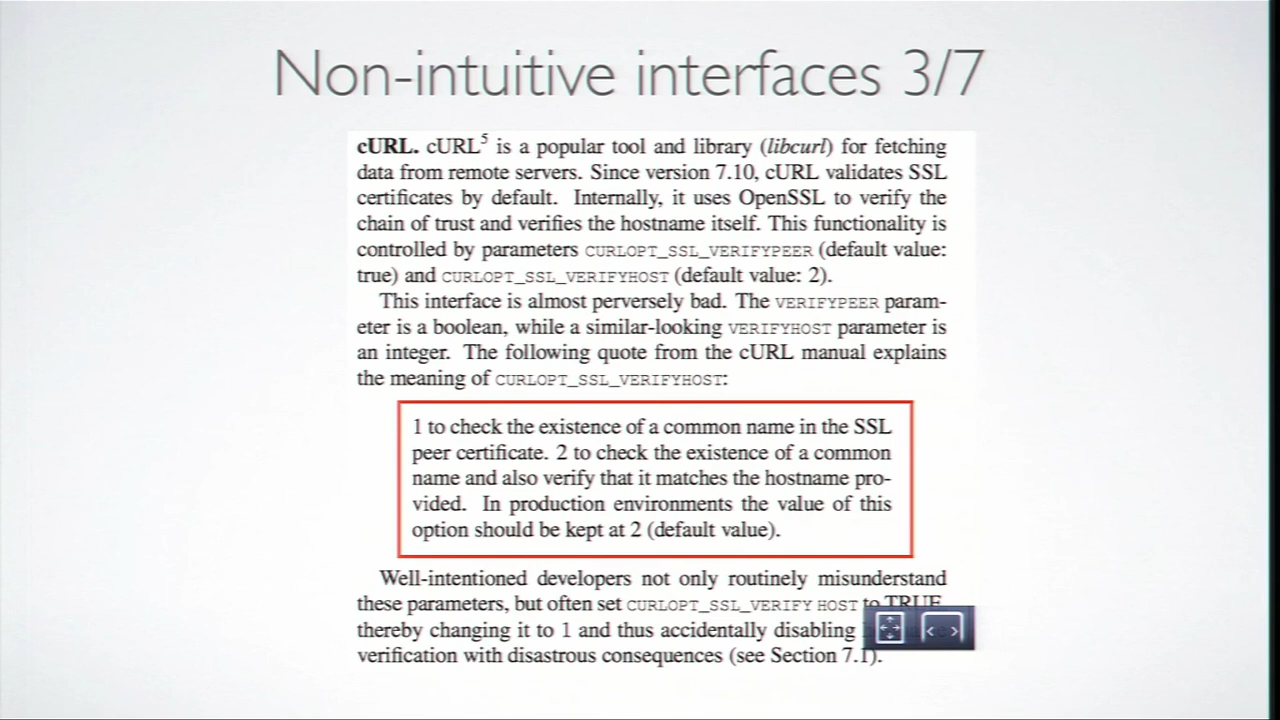 Non-intuitive interfaces 3/7
cURL. cURL5 is a popular tool and library (libcurl) for fetching
data from remote servers. Since version 7.10, cURL validates SSL
certificates by default. Internally, it uses OpenSSL to verify the
chain of trust and verifies the hostname itself. This functionality is
controlled by parameters CURLOPT_SSL_VERIFYPEER (default value:
true) and CURLOPT_SSL_VERIFYHOST (default value: 2).
This interface is almost perversely bad. The VERIFYPEER param-
eter is a boolean, while a similar-looking VERIFYHOST parameter is
an integer. The following quote from the cURL manual explains
the meaning of CURLOPT_SSL_VERIFYHOST:
1 to check the existence of a common name in the SSL
peer certificate. 2 to check the existence of a common
name and also verify that it matches the hostname pro-
vided. In production environments the value of this
option should be kept at 2 (default value).
Well-intentioned developers not only routinely misunderstand
these parameters, but often set CURLOPT_SSL_VERIFY HOST to TRUE,
thereby changing it to 1 and thus accidentally disabling
verification with disastrous consequences (see Section 7.1).